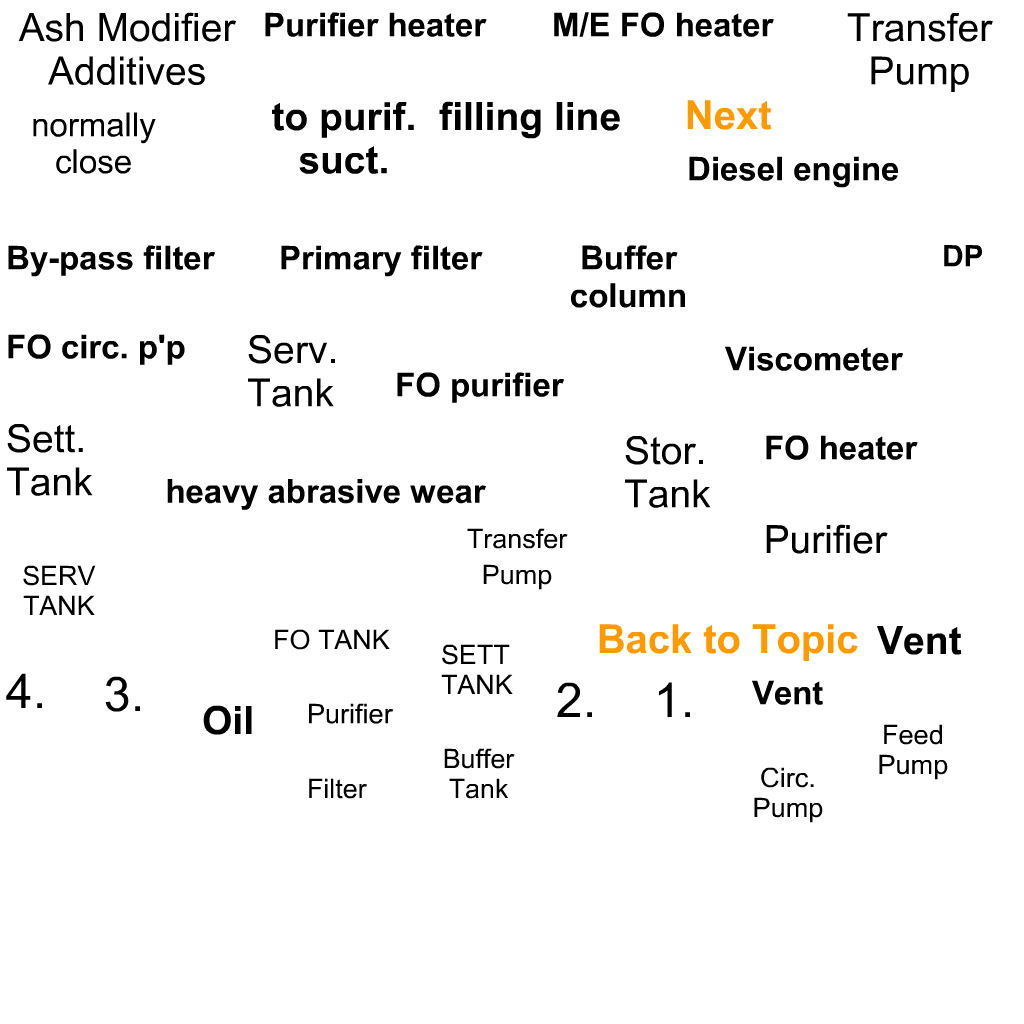 Ash Modifier
Additives
Purifier heater
M/E FO heater
Transfer
Pump
normally
close
to purif.
suct.
filling line
Next
Diesel engine
By-pass filter
Primary filter
Buffer
column
DP
FO circ. p'p
Serv.
Tank
FO purifier
Viscometer
Sett.
Tank
heavy abrasive wear
Stor.
Tank
FO heater
Transfer
Pump
Purifier
SERV
TANK
FO TANK
SETT
TANK
Back to Topic
Vent
4.
3.
Oil
Purifier
2.
1.
Vent
Feed
Pump
Filter
Buffer
Tank
Circ.
Pump